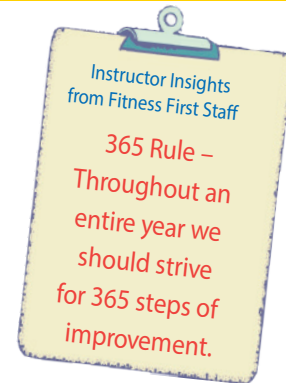 Instructor Insights
from Fitness First Staff
365 Rule –
Throughout an
entire year we
should strive
for 365 steps of
improvement.